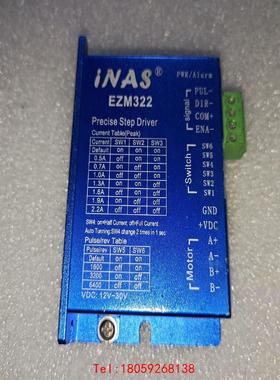 iNAS®
EZM322
Precise Step Driver
Current Table(Peak)
Current SW1 SW2 SW3
Default on on on
0.5A off on on
0.7A on off on
1.0A off off on
1.3A on on off
1.6A off on off
1.9A on off off
2.2A off off off
SW4: on=Half Current, off=Full Current
Auto Tunning SW4 change 2 times in 1 sec
Pulse/rev Table
Pulse/rev SW5 SW6
Default on on
1600 off on
3200 on off
6400 off off
VDC: 12V~30V
PWR/Alarm
PUL-
DIR-
COM+
ENA-
signal
SW6
SW5
SW4
SW3
SW2
SW1
Switch
GND
+VDC
A+
A-
B+
B-
Motor
Tel:18059268138